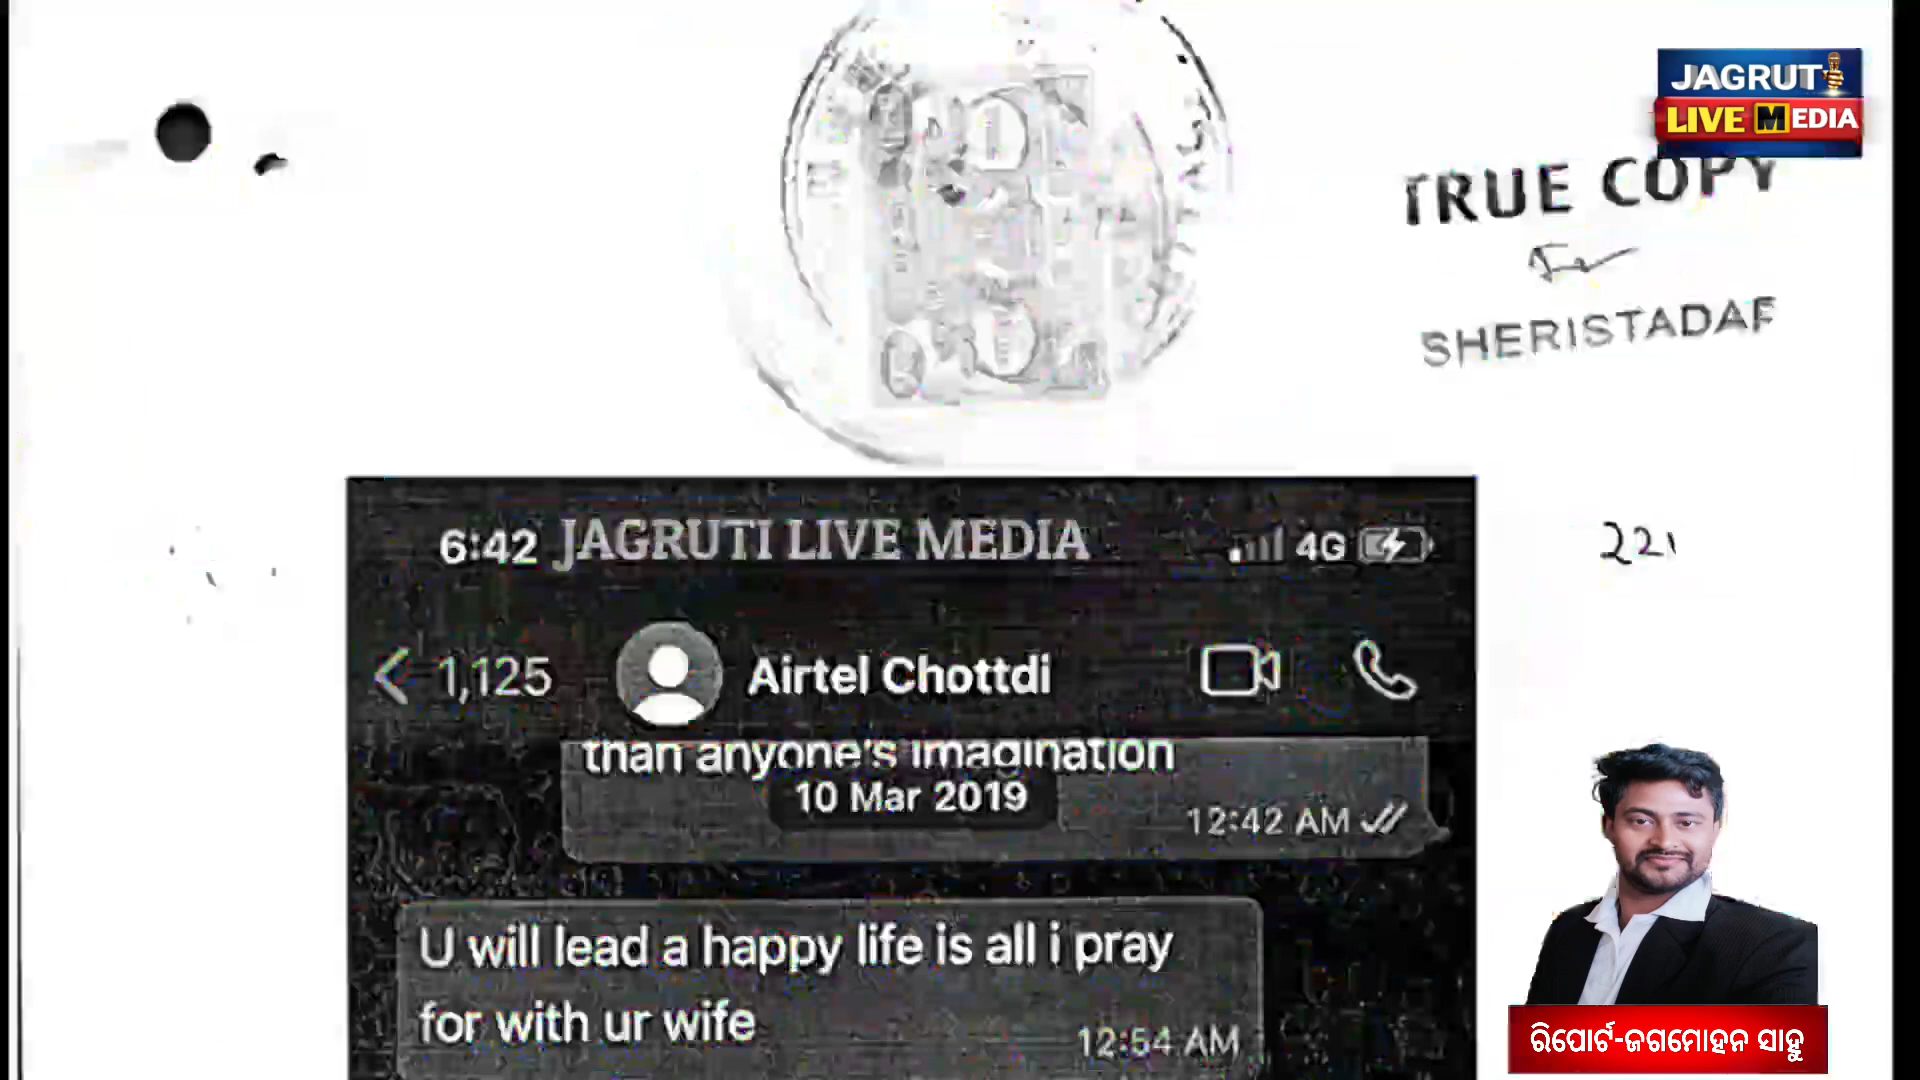 JAGRUTI
LIVE MEDIA
TRUE COPY
SHERISTADAR
221
6:42 JAGRUTI LIVE MEDIA 4G
1,125 Airtel Chottdi
than anyone's imagination
10 Mar 2019
12:42 AM
U will lead a happy life is all i pray
for with ur wife
12:54 AM
ରିପୋର୍ଟ-ଜଗମୋହନ ସାହୁ